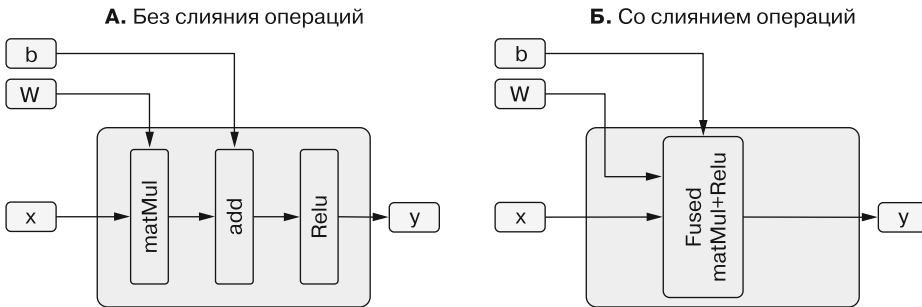 А. Без слияния операций
b
W
x
matMul
add
Relu
y
Б. Со слиянием операций
b
W
x
Fused
matMul+Relu
y